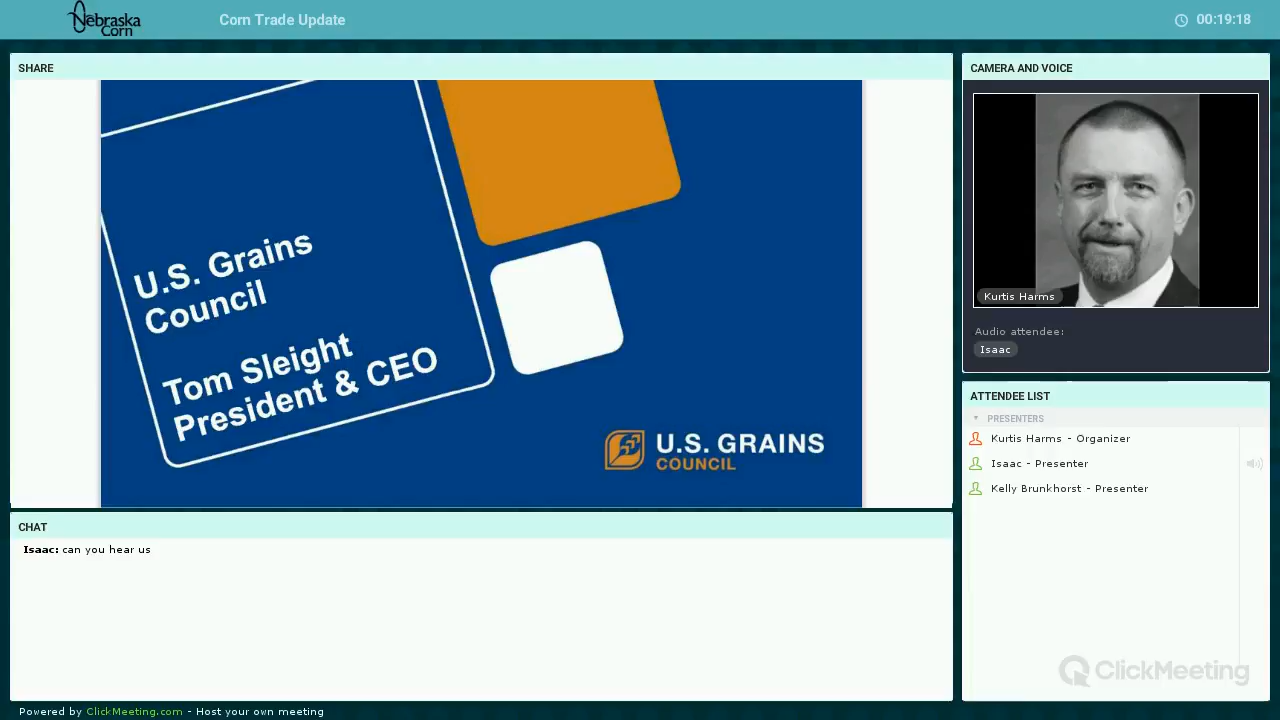 Nebraska
Corn
Corn Trade Update
00:19:18
SHARE
U.S. Grains
Council
Tom Sleight
President & CEO
U.S. GRAINS
COUNCIL
CAMERA AND VOICE
Kurtis Harms
Audio attendee:
Isaac
ATTENDEE LIST
PRESENTERS
Kurtis Harms - Organizer
Isaac - Presenter
Kelly Brunkhorst - Presenter
CHAT
Isaac: can you hear us
ClickMeeting
Powered by ClickMeeting.com - Host your own meeting